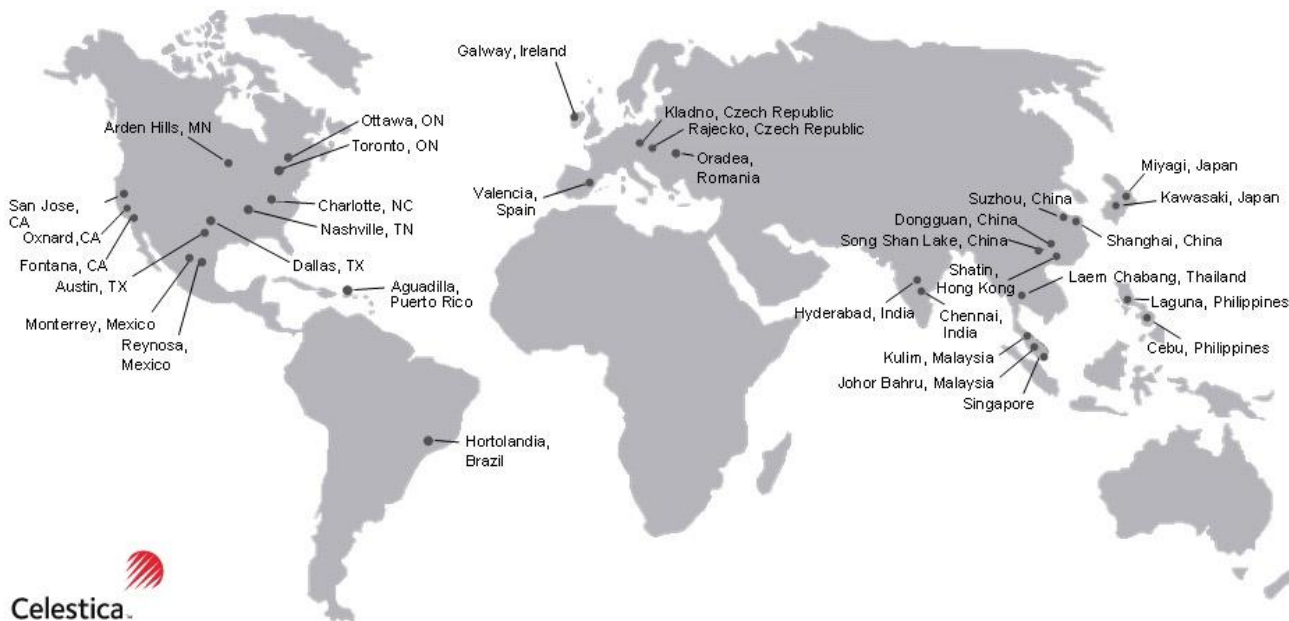 Galway, Ireland
Kladno, Czech Republic
Rajecko, Czech Republic
Oradea,
Romania
Valencia,
Spain
Arden Hills, MN
Ottawa, ON
Toronto, ON
San Jose,
CA
Oxnard,CA
Fontana, CA
Austin, TX
Charlotte, NC
Nashville, TN
Dallas, TX
Monterrey, Mexico
Reynosa,
Mexico
Aguadilla,
Puerto Rico
Hortolandia,
Brazil
Miyagi, Japan
Kawasaki, Japan
Suzhou, China
Dongguan, China
Song Shan Lake, China
Shanghai, China
Shatin,
Hong Kong
Laem Chabang, Thailand
Laguna, Philippines
Cebu, Philippines
Hyderabad, India
Chennai,
India
Kulim, Malaysia
Johor Bahru, Malaysia
Singapore
Celestica